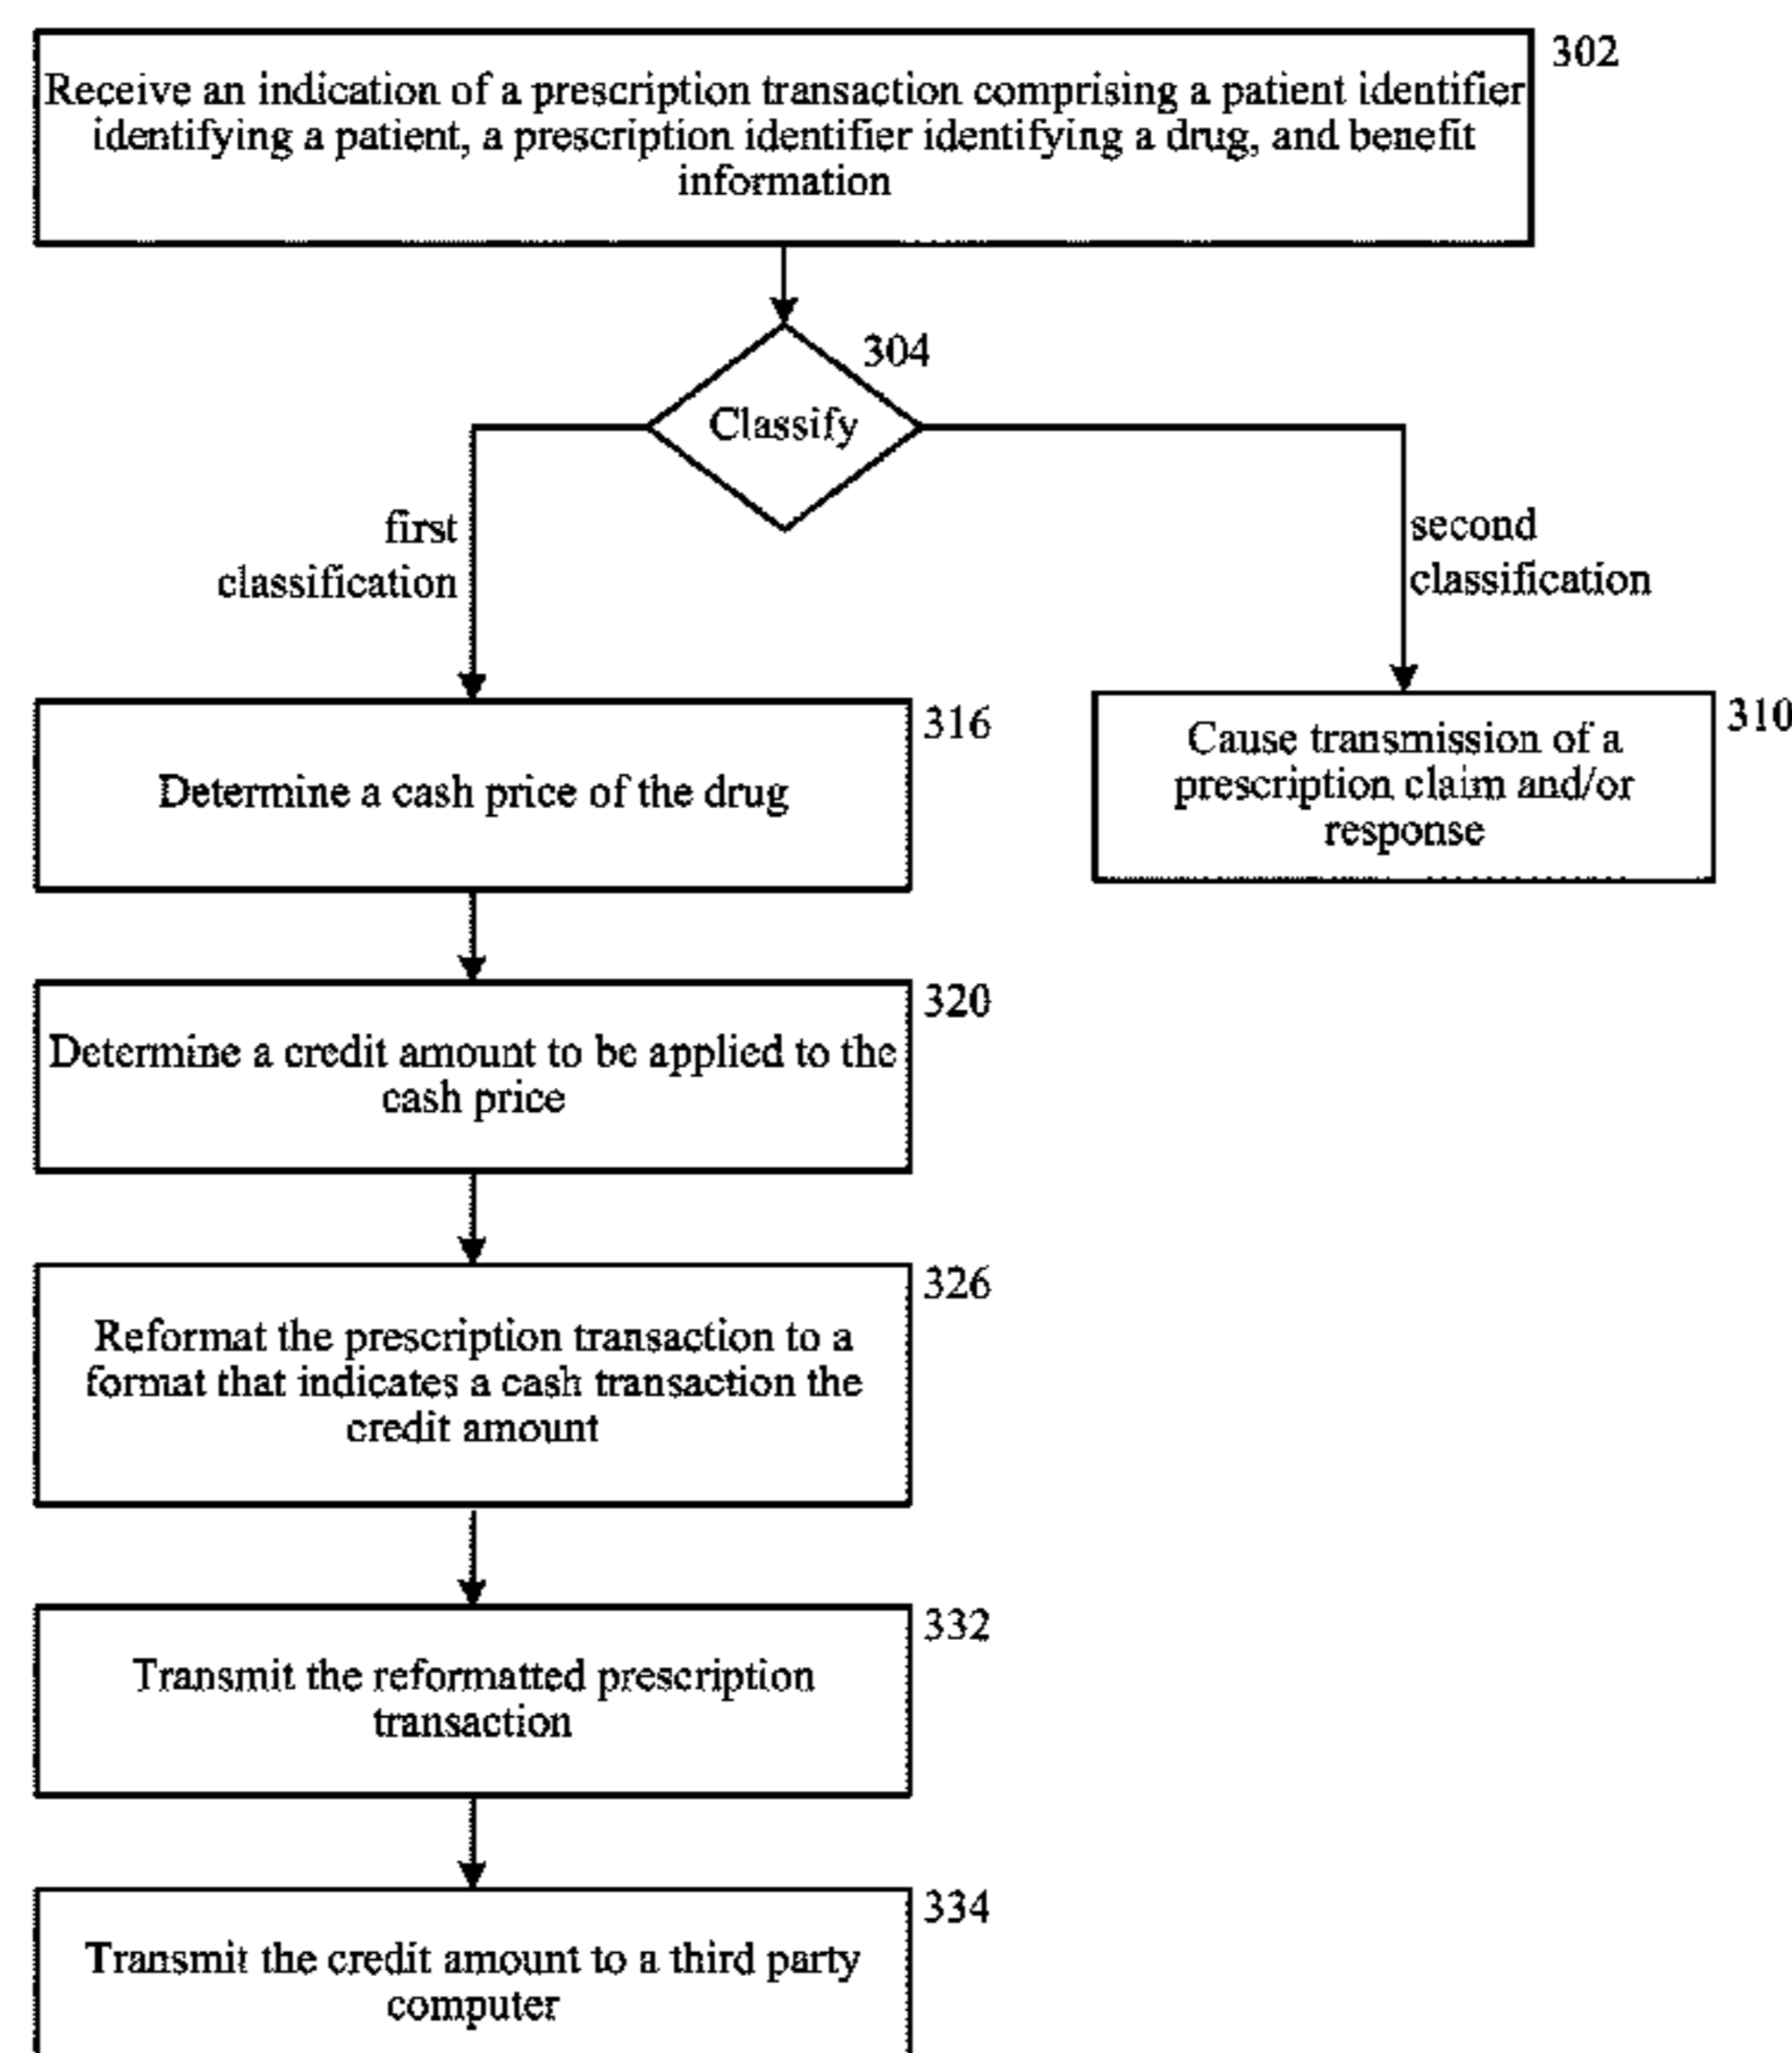 302
Receive an indication of a prescription transaction comprising a patient identifier
identifying a patient, a prescription identifier identifying a drug, and benefit
information
304
Classify
first
classification
second
classification
316
Determine a cash price of the drug
310
Cause transmission of a
prescription claim and/or
response
320
Determine a credit amount to be applied to the
cash price
326
Reformat the prescription transaction to a
format that indicates a cash transaction the
credit amount
332
Transmit the reformatted prescription
transaction
334
Transmit the credit amount to a third party
computer